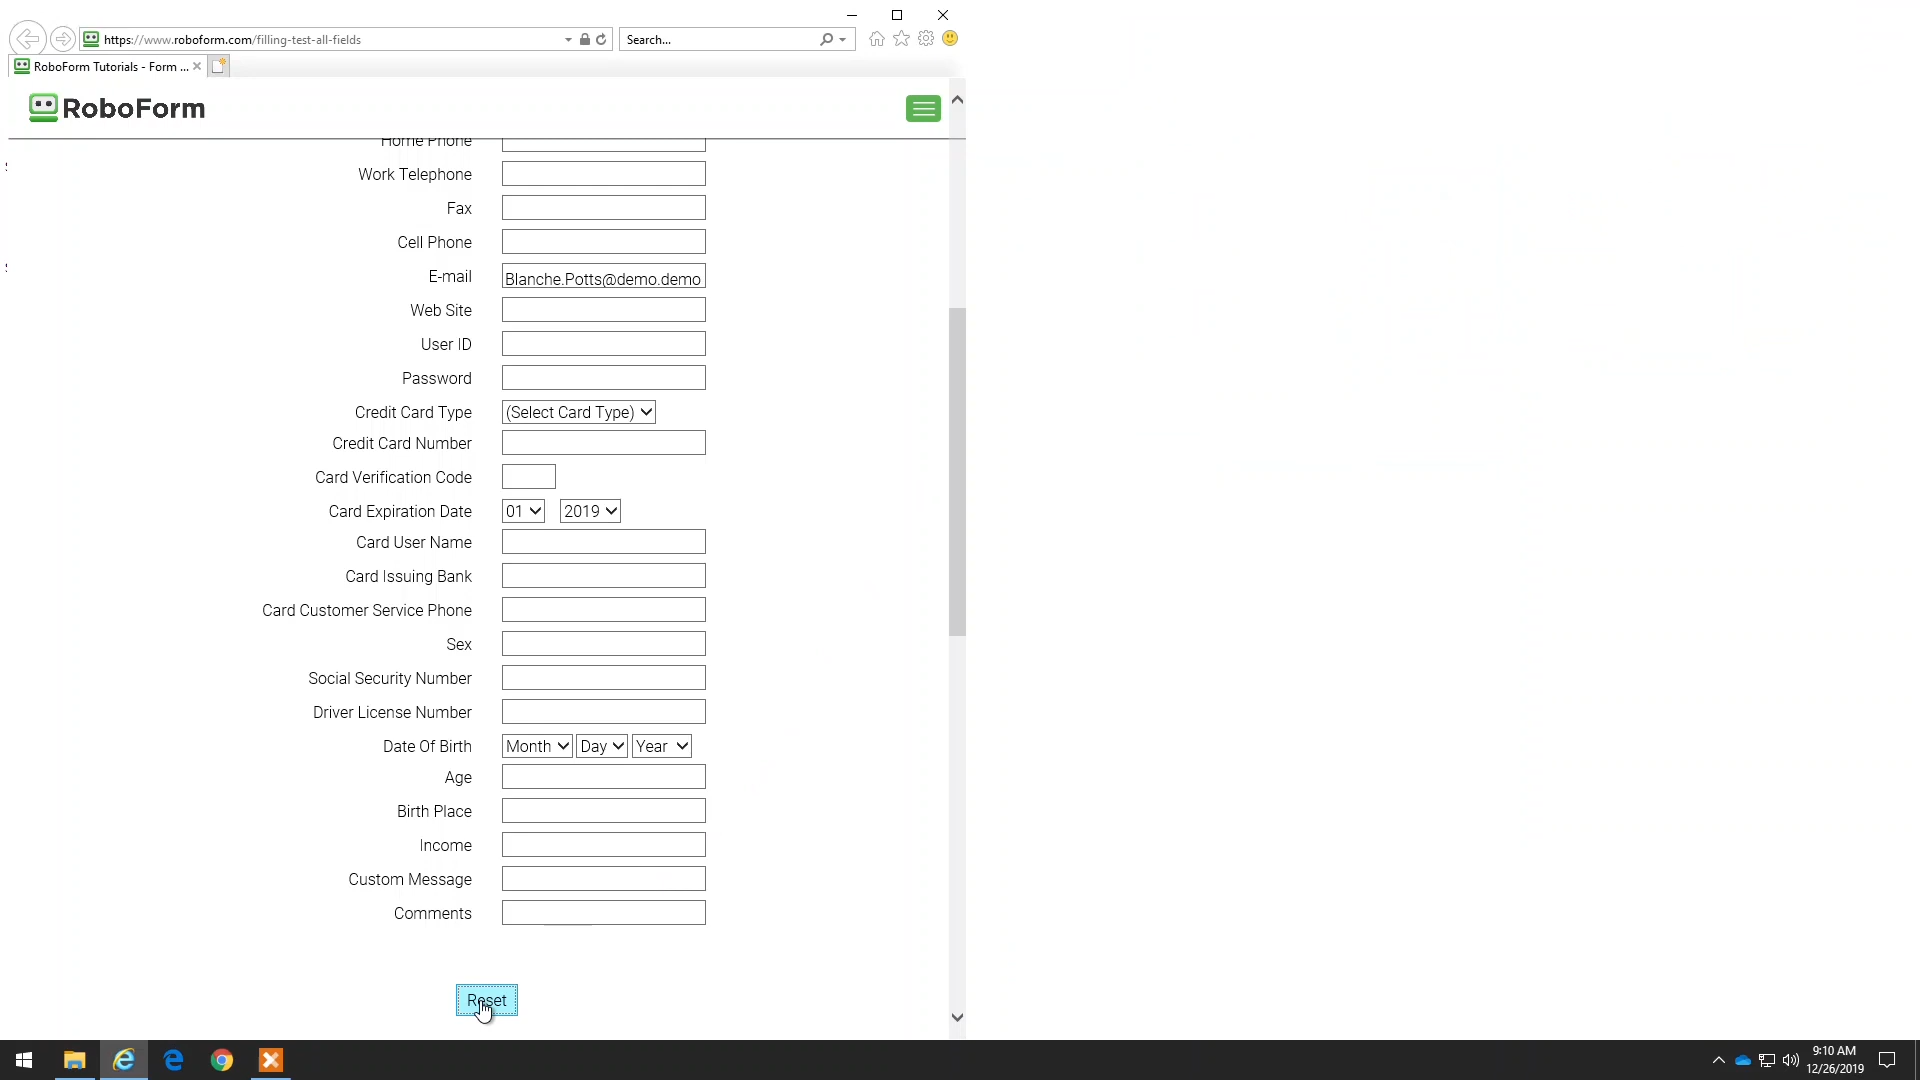 https://www.roboform.com/filling-test-all-fields
Search...
RoboForm Tutorials - Form ...
RoboForm
Home Phone
Work Telephone
Fax
Cell Phone
E-mail Blanche.Potts@demo.demo
Web Site
User ID
Password
Credit Card Type (Select Card Type)
Credit Card Number
Card Verification Code
Card Expiration Date 01 2019
Card User Name
Card Issuing Bank
Card Customer Service Phone
Sex
Social Security Number
Driver License Number
Date Of Birth Month Day Year
Age
Birth Place
Income
Custom Message
Comments
Reset
9:10 AM
12/26/2019